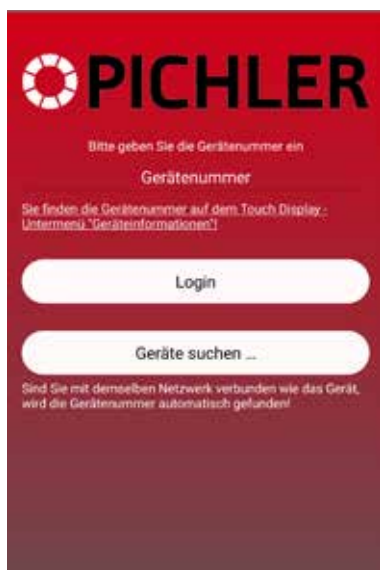 PICHLER
Bitte geben Sie die Gerätenummer ein
Gerätenummer
Sie finden die Gerätenummer auf dem Touch Display -
Untermenü "Geräteinformationen"!
Login
Geräte suchen ...
Sind Sie mit demselben Netzwerk verbunden wie das Gerät,
wird die Gerätenummer automatisch gefunden!